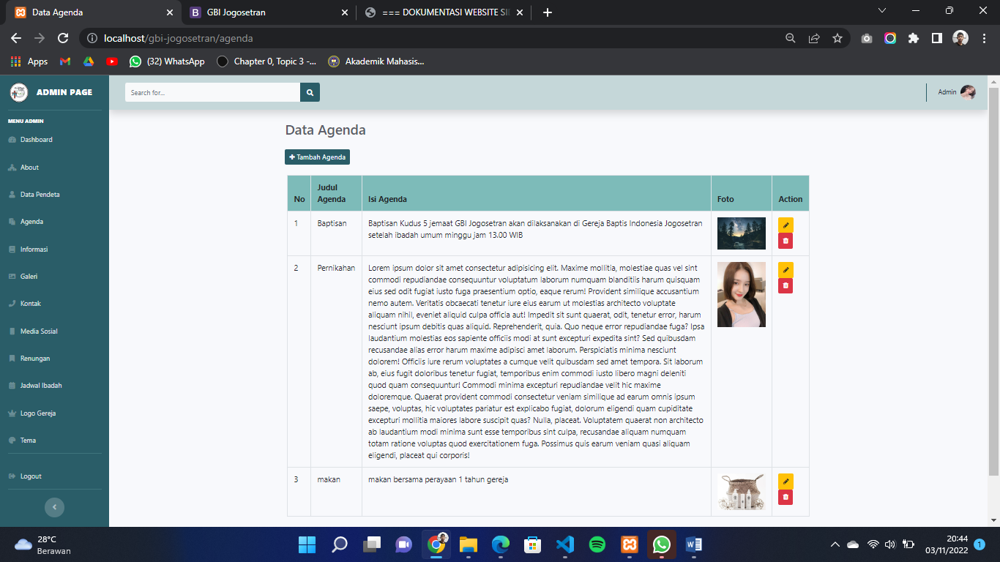 Data Agenda
GBI Jogosetran
=== DOKUMENTASI WEBSITE SI
localhost/gbi-jogosetran/agenda
Apps
(32) WhatsApp
Chapter 0, Topic 3 -...
Akademik Mahasis...
ADMIN PAGE
Search for...
Admin
MENU ADMIN
Dashboard
About
Data Pendeta
Agenda
Informasi
Galeri
Kontak
Media Sosial
Renungan
Jadwal Ibadah
Logo Gereja
Tema
Logout
Data Agenda
Tambah Agenda
No
Judul
Agenda
Isi Agenda
Foto
Action
1
Baptisan
Baptisan Kudus 5 jemaat GBI Jogosetran akan dilaksanakan di Gereja Baptis Indonesia Jogosetran
setelah ibadah umum minggu jam 13.00 WIB
2
Pernikahan
Lorem ipsum dolor sit amet consectetur adipisicing elit. Maxime mollitia, molestiae quas vel sint
commodi repudiandae consequuntur voluptatum laborum numquam blanditiis harum quisquam
eius sed odit fugiat iusto fuga praesentium optio, eaque rerum! Provident similique accusantium
nemo autem. Veritatis obcaecati tenetur iure eius earum ut molestias architecto voluptate
aliquam nihil, eveniet aliquid culpa officia aut! Impedit sit sunt quaerat, odit, tenetur error, harum
nesciunt ipsum debitis quas aliquid. Reprehenderit, quia. Quo neque error repudiandae fuga? Ipsa
laudantium molestias eos sapiente officiis modi at sunt excepturi expedita sint? Sed quibusdam
recusandae alias error harum maxime adipisci amet laborum. Perspiciatis minima nesciunt
dolorem! Officiis iure rerum voluptates a cumque velit quibusdam sed amet tempora. Sit laborum
ab, eius fugit doloribus tenetur fugiat, temporibus enim commodi iusto libero magni deleniti
quod quam consequuntur! Commodi minima excepturi repudiandae velit hic maxime
doloremque. Quaerat provident commodi consectetur veniam similique ad earum omnis ipsum
saepe, voluptas, hic voluptates pariatur est explicabo fugiat, dolorum eligendi quam cupiditate
excepturi mollitia maiores labore suscipit quas? Nulla, placeat. Voluptatem quaerat non architecto
ab laudantium modi minima sunt esse temporibus sint culpa, recusandae aliquam numquam
totam ratione voluptas quod exercitationem fuga. Possimus quis earum veniam quasi aliquam
eligendi, placeat qui corporis!
3
makan
makan bersama perayaan 1 tahun gereja
28°C
Berawan
20:44
03/11/2022
1